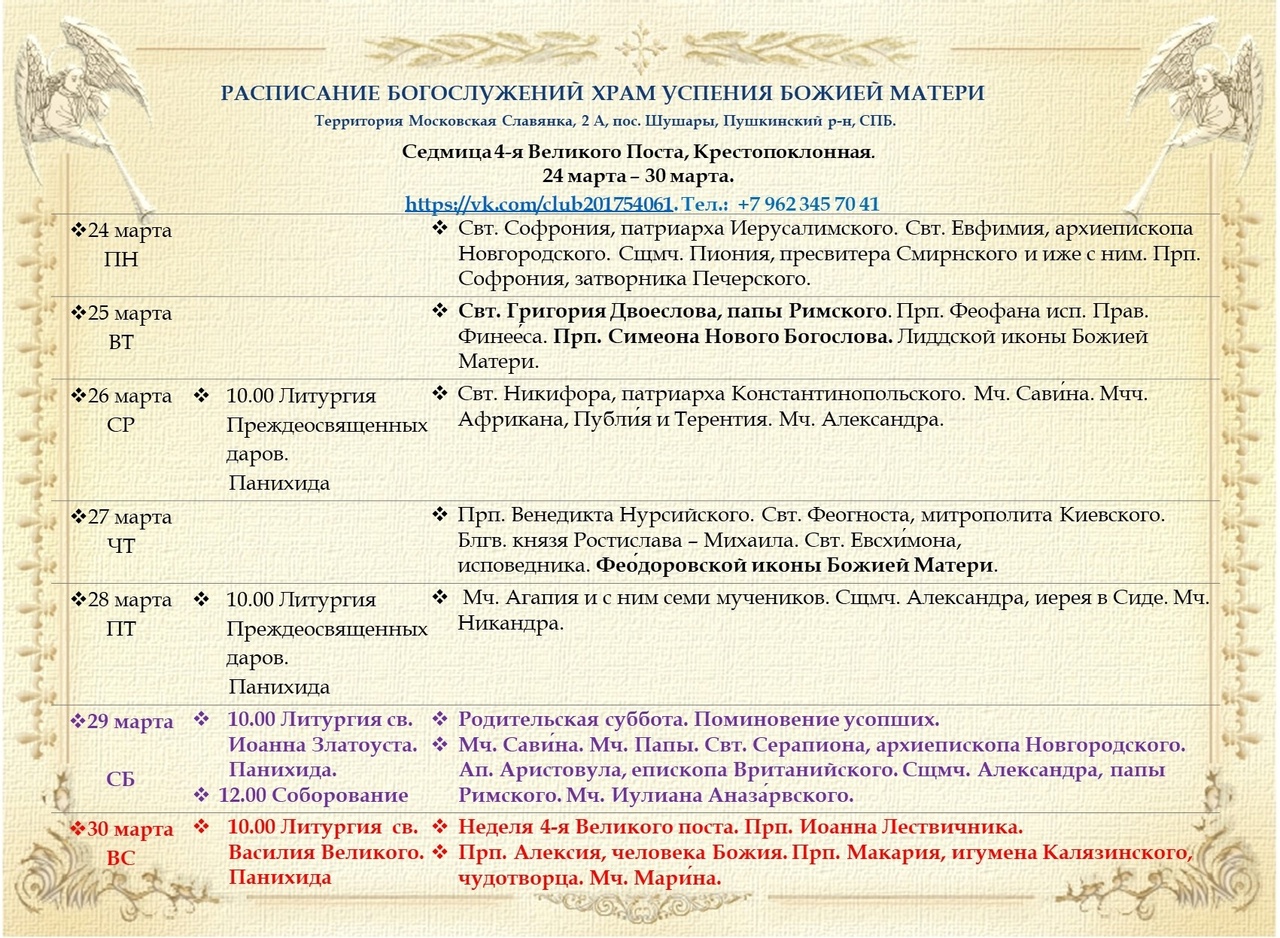 РАСПИСАНИЕ БОГОСЛУЖЕНИЙ ХРАМ УСПЕНИЯ БОЖИЕЙ МАТЕРИ
Территория Московская Славянка, 2 А, пос. Шушары, Пушкинский р-н, СПБ.
Седмица 4-я Великого Поста, Крестопоклонная.
24 марта – 30 марта.
https://vk.com/club201754061. Тел.: +7 962 345 70 41
❖24 марта
ПН
❖ Свт. Софрония, патриарха Иерусалимского. Свт. Евфимия, архиепископа
Новгородского. Сщмч. Пиония, пресвитера Смирнского и иже с ним. Прп.
Софрония, затворника Печерского.
❖25 марта
ВТ
❖ Свт. Григория Двоеслова, папы Римского. Прп. Феофана исп. Прав.
Финее́са. Прп. Симеона Нового Богослова. Лиддской иконы Божией
Матери.
❖26 марта
СР
❖ 10.00 Литургия
Преждеосвященных
даров.
Панихида
❖ Свт. Никифора, патриарха Константинопольского. Мч. Сави́на. Мчч.
Африкана, Публи́я и Терентия. Мч. Александра.
❖27 марта
ЧТ
❖ Прп. Венедикта Нурсийского. Свт. Феогноста, митрополита Киевского.
Блгв. князя Ростислава – Михаила. Свт. Евсхи́мона,
исповедника. Фео́доровской иконы Божией Матери.
❖28 марта
ПТ
❖ 10.00 Литургия
Преждеосвященных
даров.
Панихида
❖ Мч. Агапия и с ним семи мучеников. Сщмч. Александра, иерея в Сиде. Мч.
Никандра.
❖29 марта
СБ
❖ 10.00 Литургия св.
Иоанна Златоуста.
Панихида.
❖ 12.00 Соборование
❖ Родительская суббота. Поминовение усопших.
❖ Мч. Сави́на. Мч. Папы. Свт. Серапиона, архиепископа Новгородского.
Ап. Аристовула, епископа Вританийского. Сщмч. Александра, папы
Римского. Мч. Иулиана Аназа́рвского.
❖30 марта
ВС
❖ 10.00 Литургия св.
Василия Великого.
Панихида
❖ Неделя 4-я Великого поста. Прп. Иоанна Лествичника.
❖ Прп. Алексия, человека Божия. Прп. Макария, игумена Калязинского,
чудотворца. Мч. Мари́на.